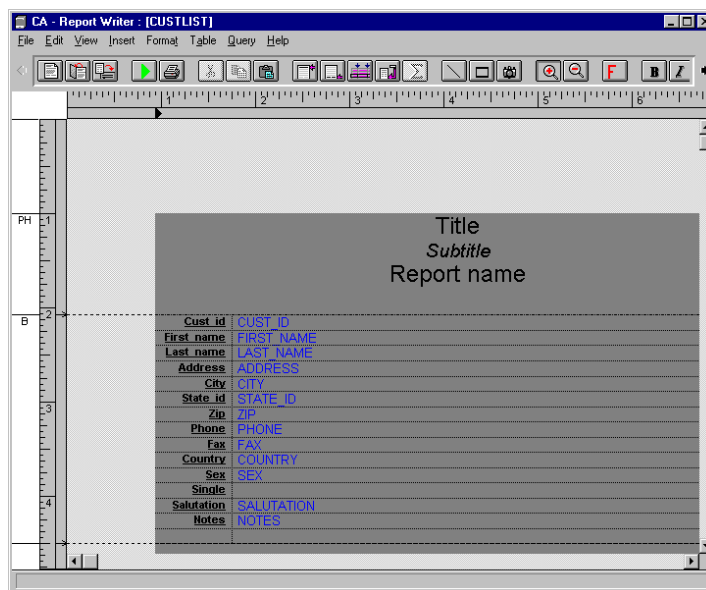 CA - Report Writer : [CUSTLIST]
File Edit View Insert Format Table Query Help
Σ F B I
1 2 3 4 5 6
PH 1
Title
Subtitle
Report name
B 2
Cust id CUST_ID
First name FIRST_NAME
Last name LAST_NAME
Address ADDRESS
City CITY
State id STATE_ID
3
Zip ZIP
Phone PHONE
Fax FAX
Country COUNTRY
Sex SEX
Single
4
Salutation SALUTATION
Notes NOTES